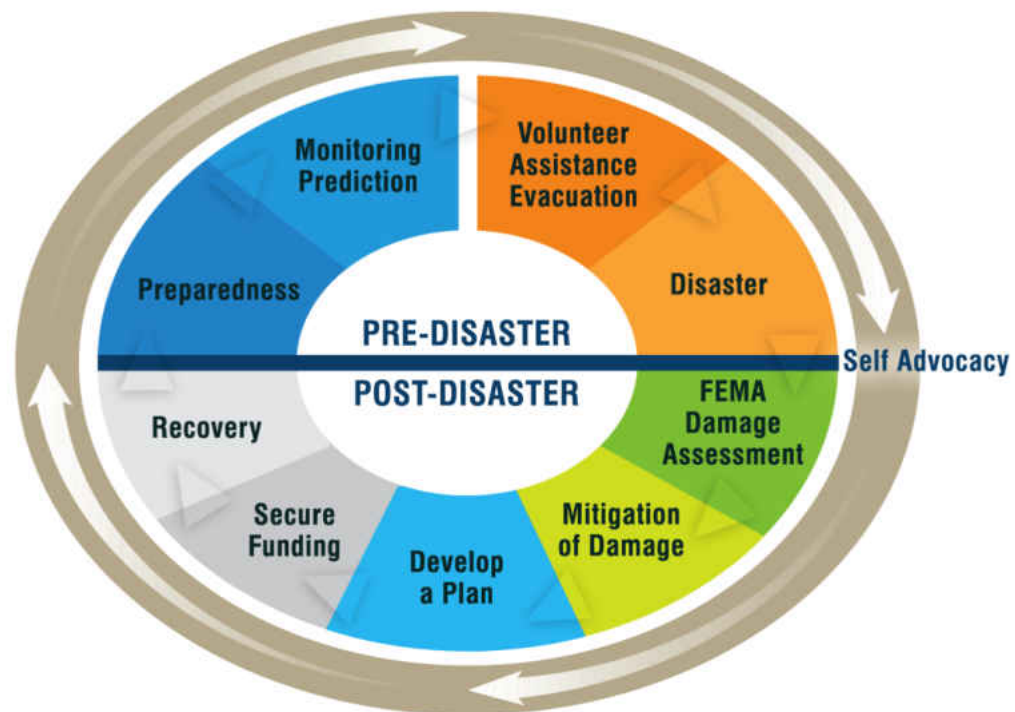 Monitoring
Prediction
Volunteer
Assistance
Evacuation
Preparedness
Disaster
PRE-DISASTER
Self Advocacy
POST-DISASTER
FEMA
Damage
Assessment
Recovery
Mitigation
of Damage
Secure
Funding
Develop
a Plan